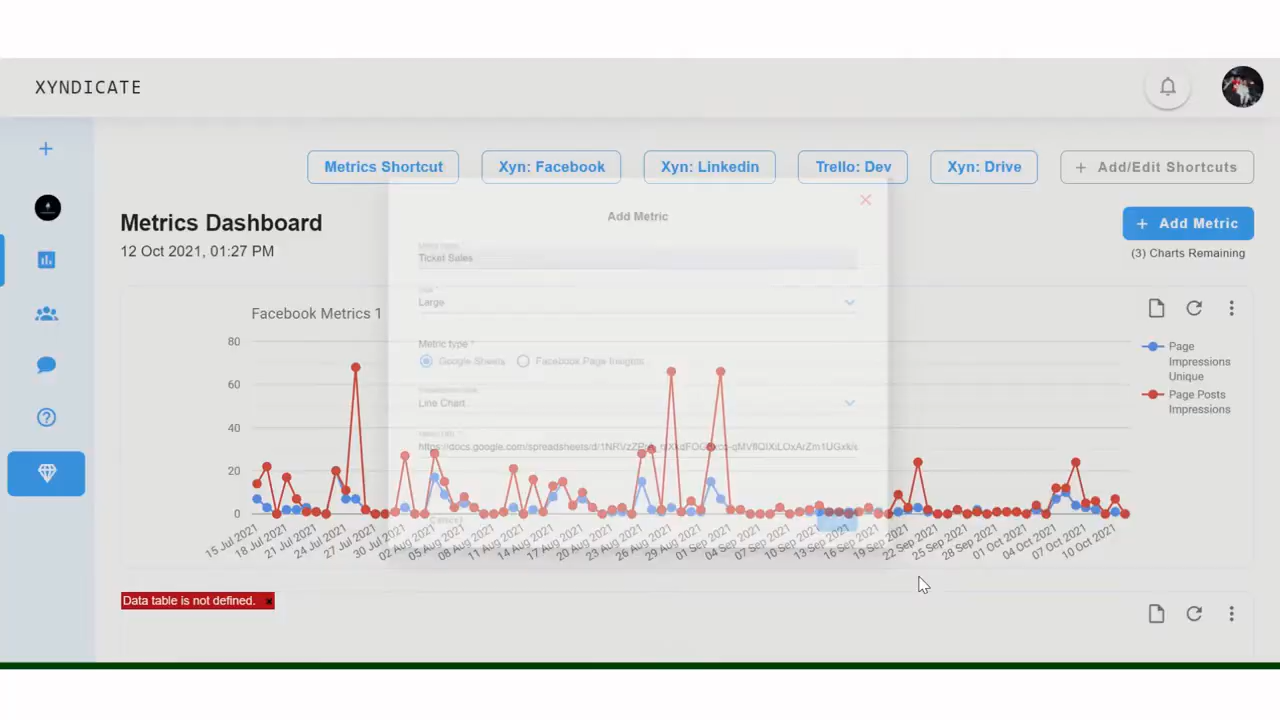 XYNDICATE
Metrics Shortcut
Xyn: Facebook
Xyn: Linkedin
Trello: Dev
Xyn: Drive
+ Add/Edit Shortcuts
Metrics Dashboard
12 Oct 2021, 01:27 PM
+ Add Metric
(3) Charts Remaining
Add Metric
Ticket Sales
Large
Metric type *
Google Sheets
Facebook Page Insights
Line Chart
Cancel
Facebook Metrics 1
80
60
40
20
0
15 Jul 2021
18 Jul 2021
21 Jul 2021
24 Jul 2021
27 Jul 2021
30 Jul 2021
02 Aug 2021
05 Aug 2021
08 Aug 2021
11 Aug 2021
14 Aug 2021
17 Aug 2021
20 Aug 2021
23 Aug 2021
26 Aug 2021
29 Aug 2021
01 Sep 2021
04 Sep 2021
07 Sep 2021
10 Sep 2021
13 Sep 2021
16 Sep 2021
19 Sep 2021
22 Sep 2021
25 Sep 2021
28 Sep 2021
01 Oct 2021
04 Oct 2021
07 Oct 2021
10 Oct 2021
Page
Impressions
Unique
Page Posts
Impressions
Data table is not defined. ×